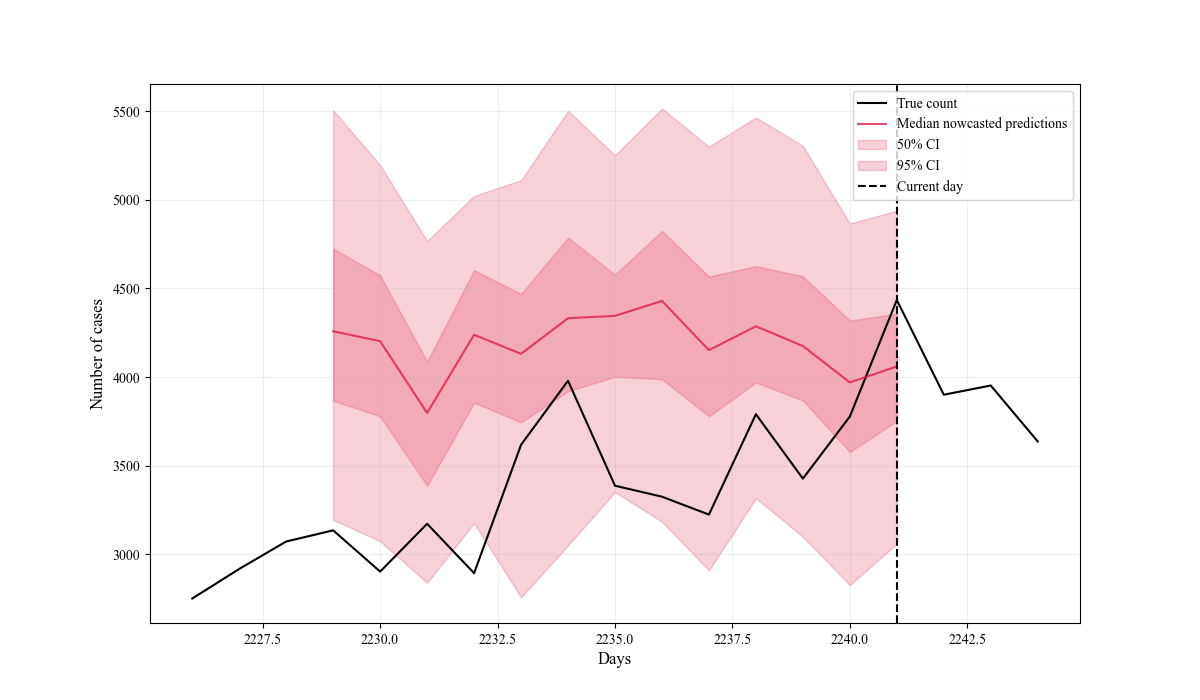 5500
5000
4500
4000
3500
3000
Number of cases
True count
Median nowcasted predictions
50% CI
95% CI
Current day
2227.5 2230.0 2232.5 2235.0 2237.5 2240.0 2242.5
Days